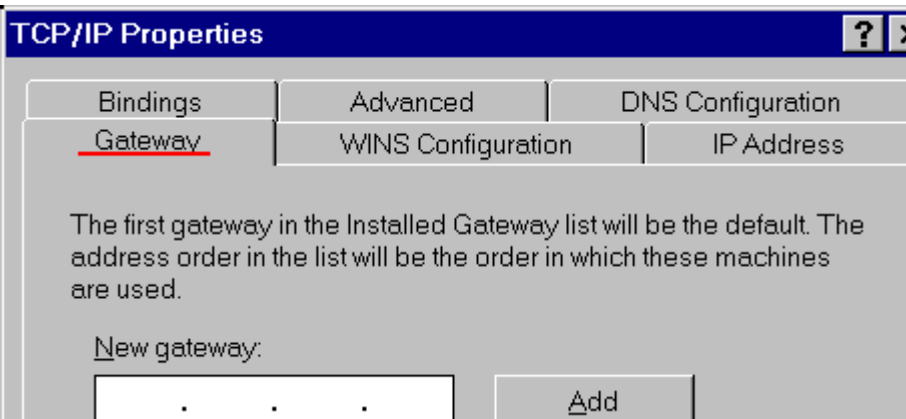 TCP/IP Properties
Bindings Advanced DNS Configuration
Gateway WINS Configuration IP Address
The first gateway in the Installed Gateway list will be the default. The
address order in the list will be the order in which these machines
are used.
New gateway:
. . . Add